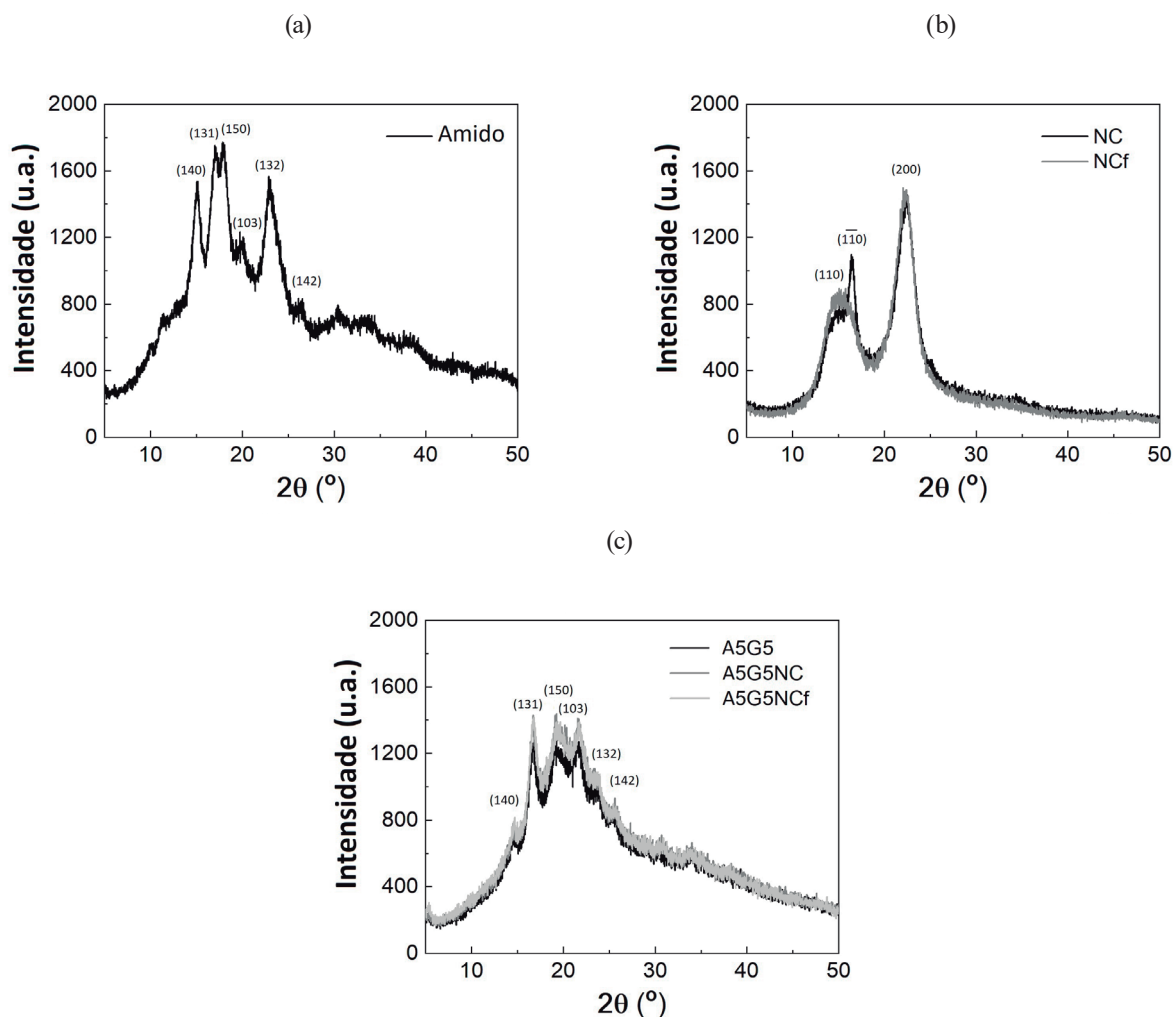 (a)
2000
1600
1200
800
400
0
10 20 30 40 50
Intensidade (u.a.)
2θ (º)
Amido
(140)
(131)
(150)
(103)
(132)
(142)
(b)
2000
1600
1200
800
400
0
10 20 30 40 50
Intensidade (u.a.)
2θ (º)
NC
NCf
(110)
(11̅0)
(200)
(c)
2000
1600
1200
800
400
0
10 20 30 40 50
Intensidade (u.a.)
2θ (º)
A5G5
A5G5NC
A5G5NCf
(140)
(131)
(150)
(103)
(132)
(142)